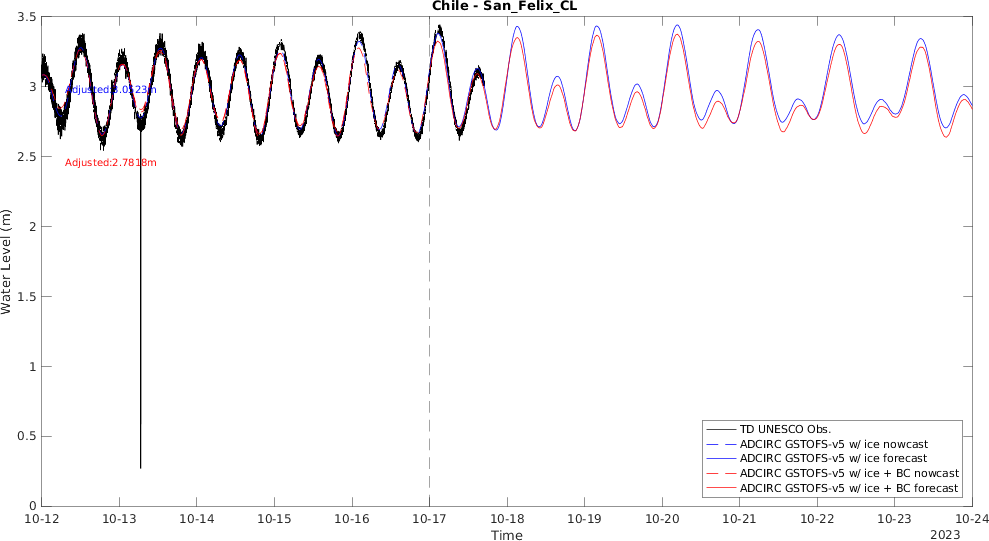 Chile - San_Felix_CL
3.5
3
2.5
2
1.5
1
0.5
0
Water Level (m)
Adjusted:3.0523m
Adjusted:2.7818m
TD UNESCO Obs.
ADCIRC GSTOFS-v5 w/ ice nowcast
ADCIRC GSTOFS-v5 w/ ice forecast
ADCIRC GSTOFS-v5 w/ ice + BC nowcast
ADCIRC GSTOFS-v5 w/ ice + BC forecast
10-12 10-13 10-14 10-15 10-16 10-17 10-18 10-19 10-20 10-21 10-22 10-23 10-24
Time
2023